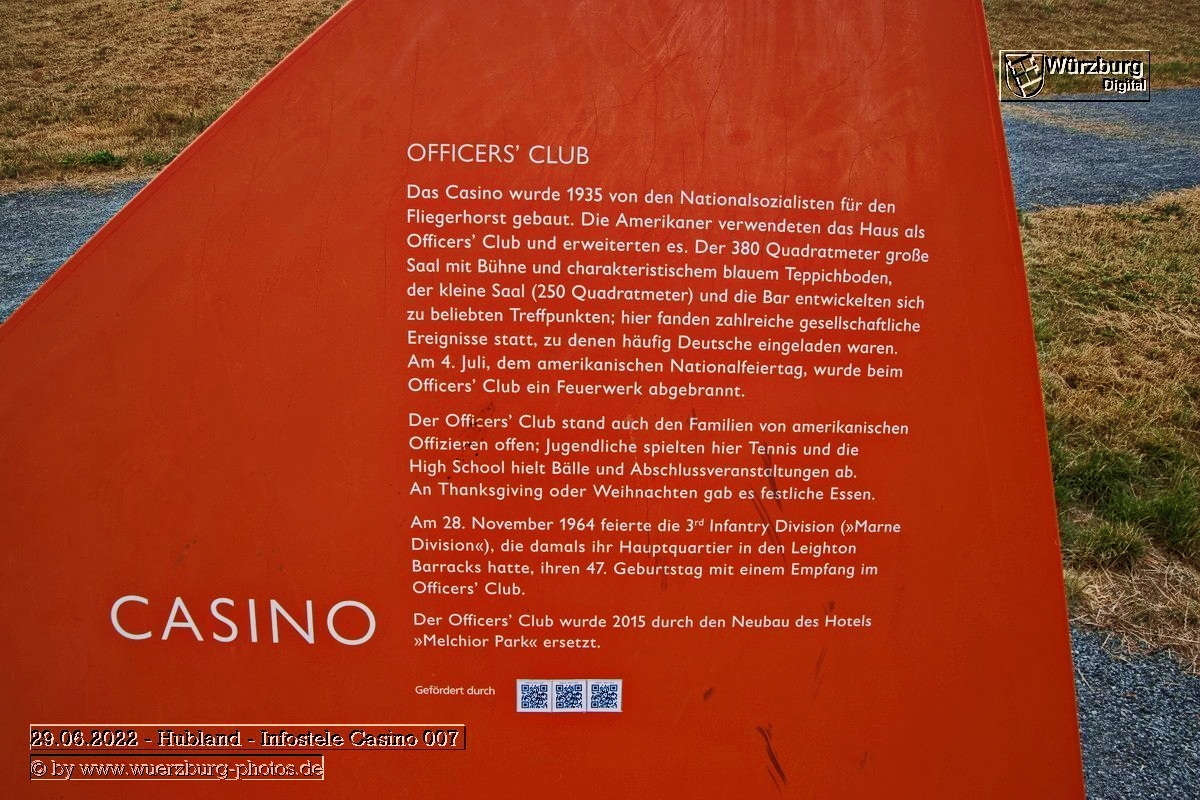 Würzburg
Digital
OFFICERS’ CLUB
Das Casino wurde 1935 von den Nationalsozialisten für den
Fliegerhorst gebaut. Die Amerikaner verwendeten das Haus als
Officers’ Club und erweiterten es. Der 380 Quadratmeter große
Saal mit Bühne und charakteristischem blauem Teppichboden,
der kleine Saal (250 Quadratmeter) und die Bar entwickelten sich
zu beliebten Treffpunkten; hier fanden zahlreiche gesellschaftliche
Ereignisse statt, zu denen häufig Deutsche eingeladen waren.
Am 4. Juli, dem amerikanischen Nationalfeiertag, wurde beim
Officers’ Club ein Feuerwerk abgebrannt.
Der Officers’ Club stand auch den Familien von amerikanischen
Offizieren offen; Jugendliche spielten hier Tennis und die
High School hielt Bälle und Abschlussveranstaltungen ab.
An Thanksgiving oder Weihnachten gab es festliche Essen.
Am 28. November 1964 feierte die 3rd Infantry Division (»Marne
Division«), die damals ihr Hauptquartier in den Leighton
Barracks hatte, ihren 47. Geburtstag mit einem Empfang im
Officers’ Club.
Der Officers’ Club wurde 2015 durch den Neubau des Hotels
»Melchior Park« ersetzt.
CASINO
Gefördert durch
29.06.2022 - Hubland - Infostele Casino 007
© by www.wuerzburg-photos.de